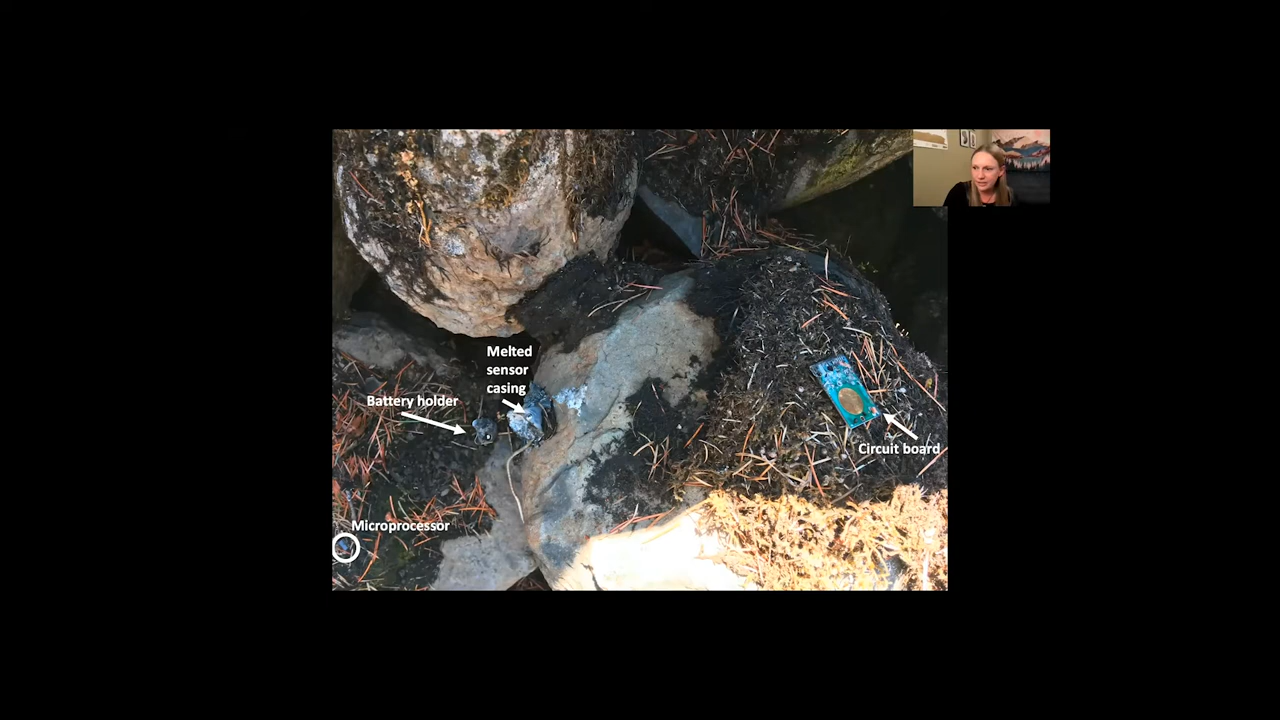 Melted
sensor
casing
Battery holder
Circuit board
Microprocessor